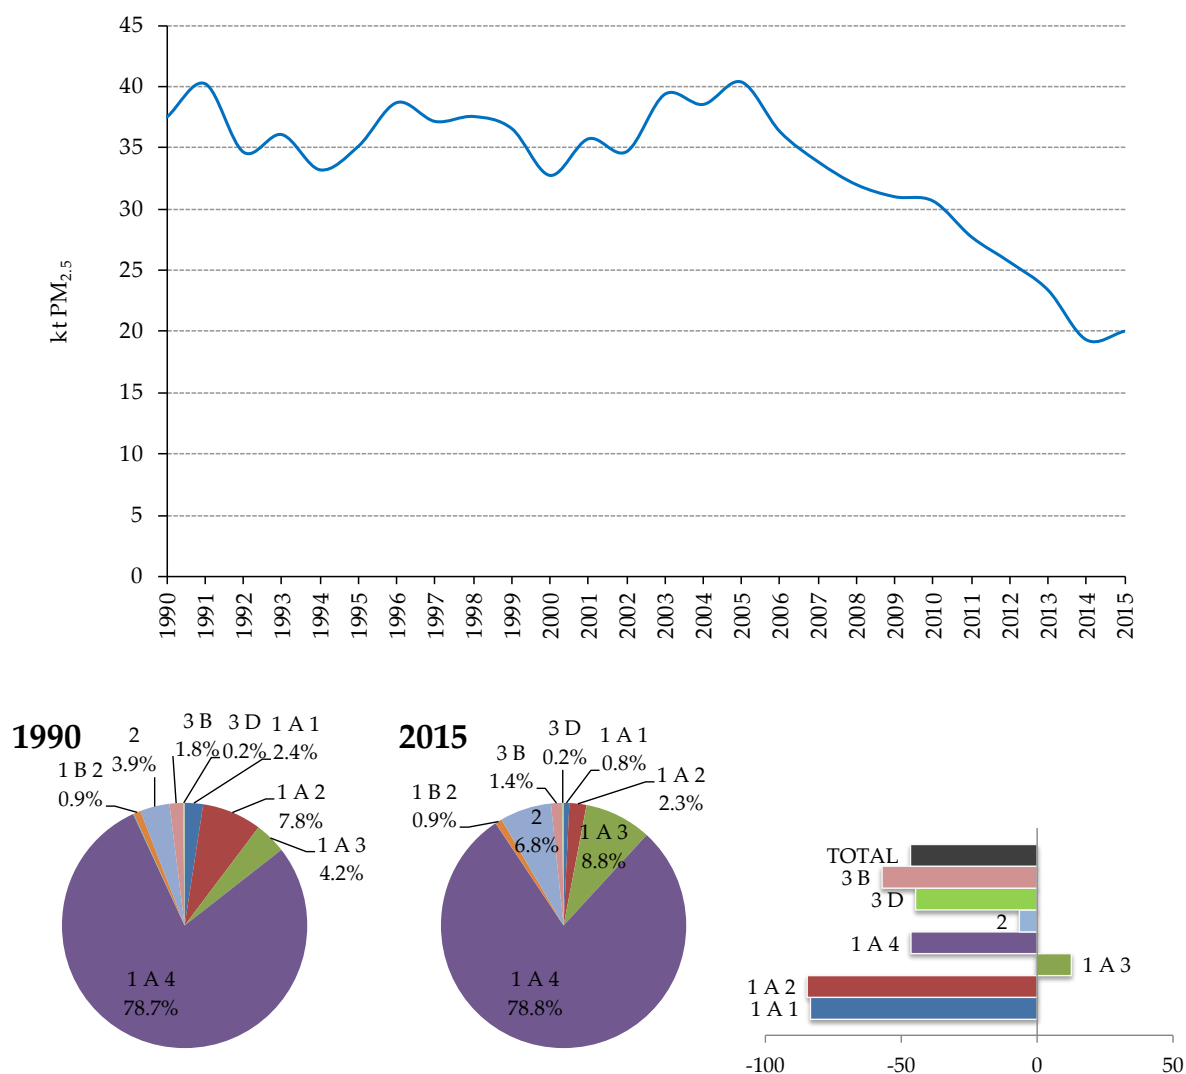 45
40
35
30
25
20
15
10
5
0
kt PM2.5
1990
1991
1992
1993
1994
1995
1996
1997
1998
1999
2000
2001
2002
2003
2004
2005
2006
2007
2008
2009
2010
2011
2012
2013
2014
2015
1990
1 B 2
0.9%
2
3.9%
3 B
1.8%
3 D
0.2%
1 A 1
2.4%
1 A 2
7.8%
1 A 3
4.2%
1 A 4
78.7%
2015
1 B 2
0.9%
2
6.8%
3 B
1.4%
3 D
0.2%
1 A 1
0.8%
1 A 2
2.3%
1 A 3
8.8%
1 A 4
78.8%
TOTAL
3 B
3 D
2
1 A 4
1 A 3
1 A 2
1 A 1
-100 -50 0 50